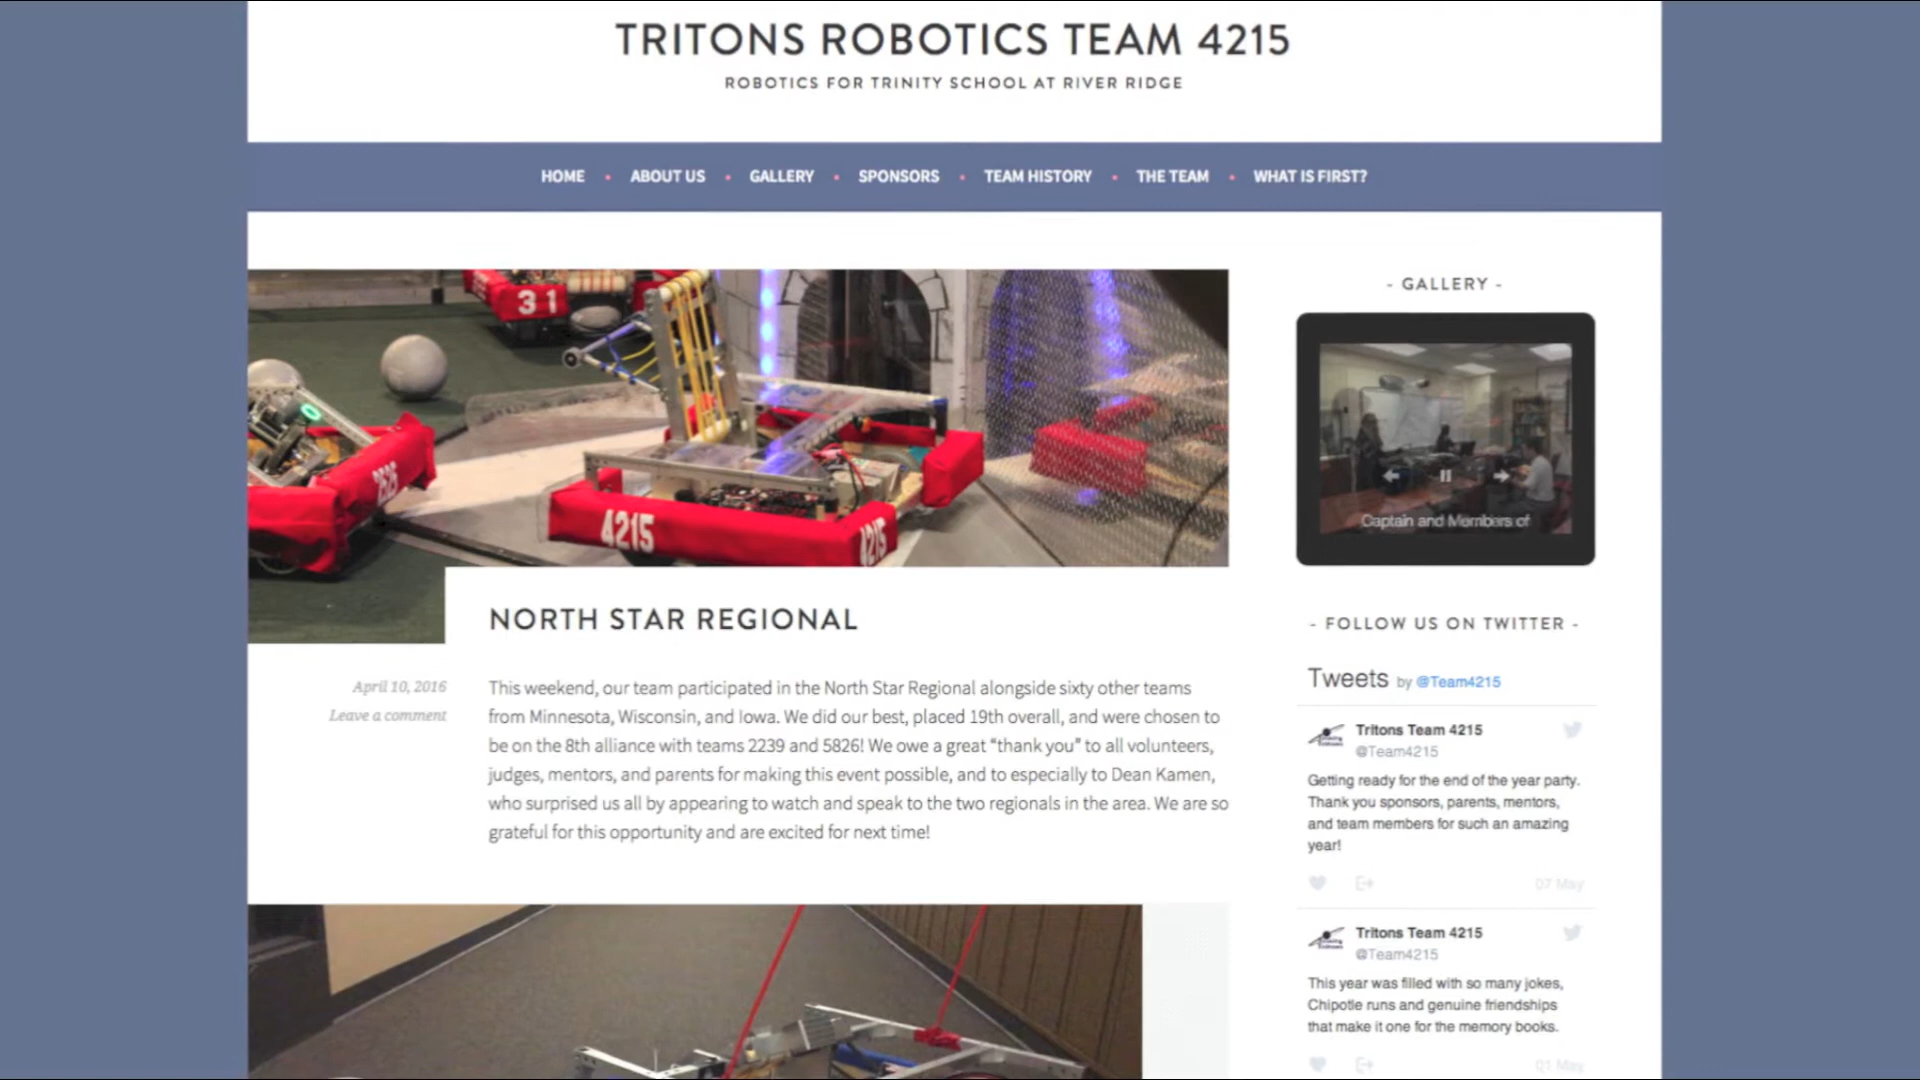 TRITONS ROBOTICS TEAM 4215
ROBOTICS FOR TRINITY SCHOOL AT RIVER RIDGE
HOME • ABOUT US • GALLERY • SPONSORS • TEAM HISTORY • THE TEAM • WHAT IS FIRST?
31
2525
4215
4215
NORTH STAR REGIONAL
April 10, 2016
Leave a comment
This weekend, our team participated in the North Star Regional alongside sixty other teams
from Minnesota, Wisconsin, and Iowa. We did our best, placed 19th overall, and were chosen to
be on the 8th alliance with teams 2239 and 5826! We owe a great “thank you” to all volunteers,
judges, mentors, and parents for making this event possible, and to especially to Dean Kamen,
who surprised us all by appearing to watch and speak to the two regionals in the area. We are so
grateful for this opportunity and are excited for next time!
- GALLERY -
Captain and Members of
- FOLLOW US ON TWITTER -
Tweets by @Team4215
Tritons Team 4215
@Team4215
Getting ready for the end of the year party.
Thank you sponsors, parents, mentors,
and team members for such an amazing
year!
07 May
Tritons Team 4215
@Team4215
This year was filled with so many jokes,
Chipotle runs and genuine friendships
that make it one for the memory books.
01 May